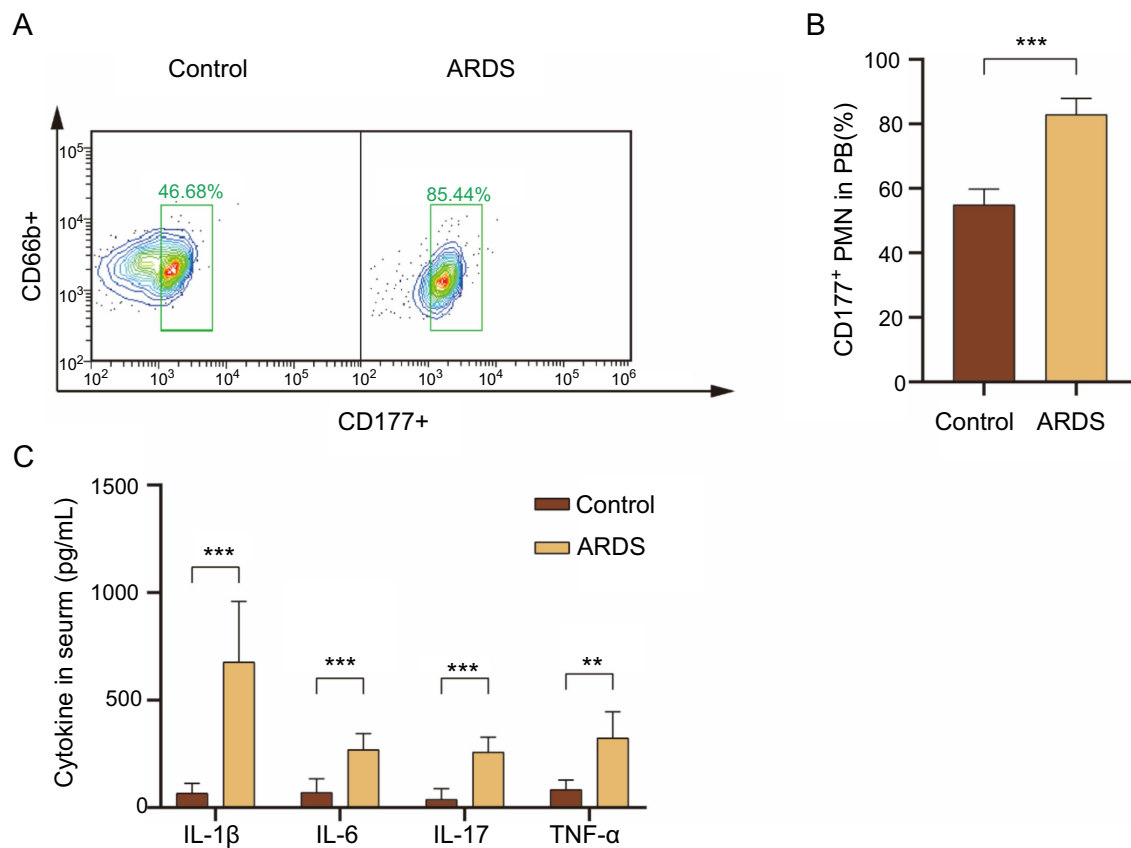 A
Control ARDS
46.68% 85.44%
10⁵
10⁴
10³
10²
CD66b+
10² 10³ 10⁴ 10⁵ 10² 10³ 10⁴ 10⁵ 10⁶
CD177+
B
***
100
80
60
40
20
0
CD177⁺ PMN in PB(%)
Control ARDS
C
1500
1000
500
0
Cytokine in seurm (pg/mL)
Control
ARDS
***
*** *** **
IL-1β IL-6 IL-17 TNF-α